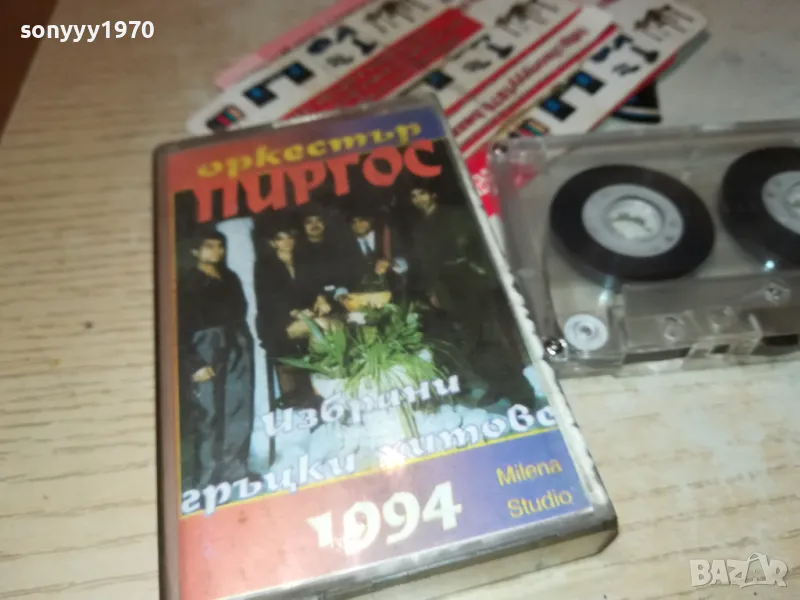 sonyyy1970
оркестър
ПИРГОС
Избрани
гръцки хитове
1994
Milena
Studio
BAZAR